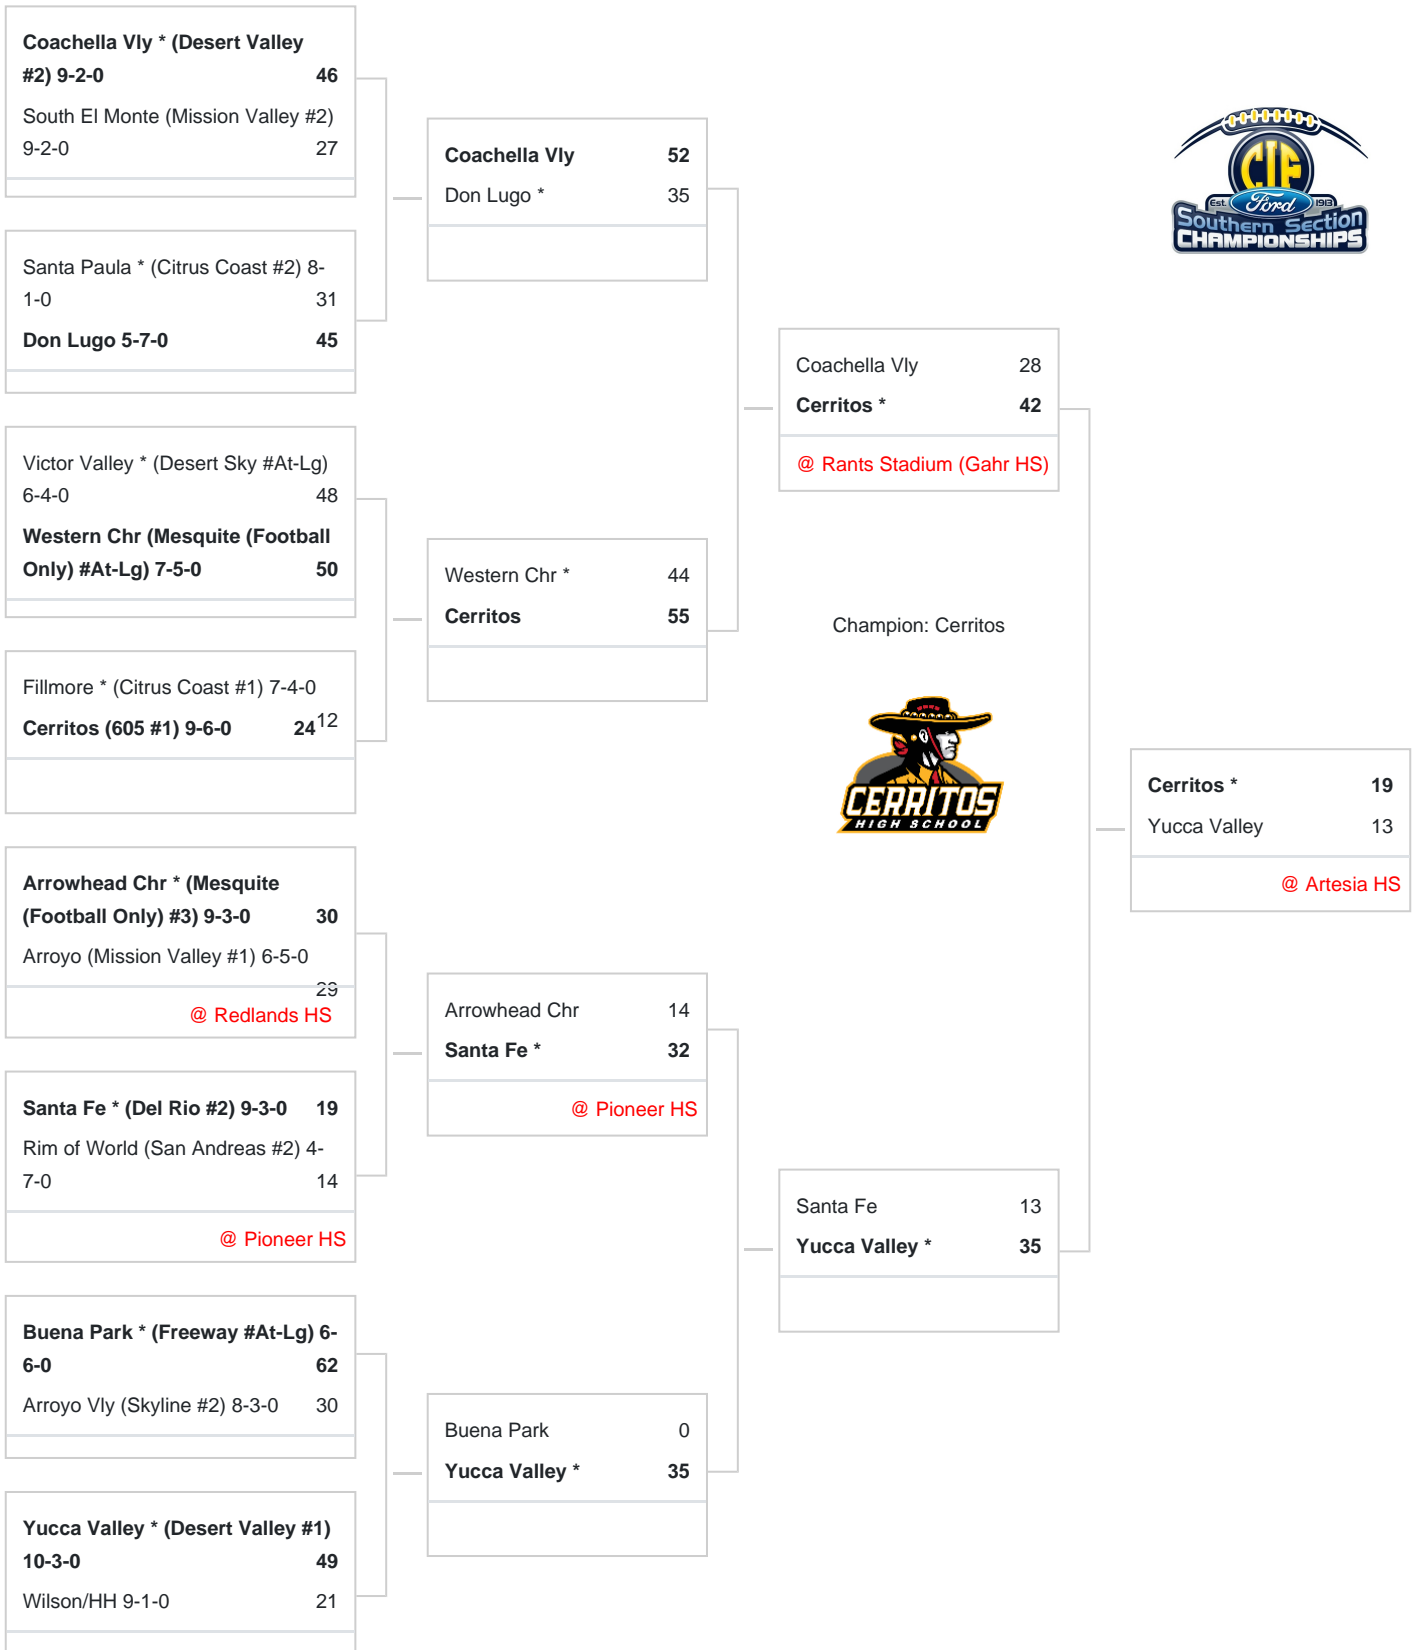 Coachella Vly * (Desert Valley
#2) 9-2-0 46
South El Monte (Mission Valley #2)
9-2-0 27
Santa Paula * (Citrus Coast #2) 8-
1-0 31
Don Lugo 5-7-0 45
Victor Valley * (Desert Sky #At-Lg)
6-4-0 48
Western Chr (Mesquite (Football
Only) #At-Lg) 7-5-0 50
Fillmore * (Citrus Coast #1) 7-4-0
12
Cerritos (605 #1) 9-6-0 24
Arrowhead Chr * (Mesquite
(Football Only) #3) 9-3-0 30
Arroyo (Mission Valley #1) 6-5-0
29
@ Redlands HS
Santa Fe * (Del Rio #2) 9-3-0 19
Rim of World (San Andreas #2) 4-
7-0 14
@ Pioneer HS
Buena Park * (Freeway #At-Lg) 6-
6-0 62
Arroyo Vly (Skyline #2) 8-3-0 30
Yucca Valley * (Desert Valley #1)
10-3-0 49
Wilson/HH 9-1-0 21
Coachella Vly 52
Don Lugo * 35
Western Chr * 44
Cerritos 55
Arrowhead Chr 14
Santa Fe * 32
@ Pioneer HS
Buena Park 0
Yucca Valley * 35
Coachella Vly 28
Cerritos * 42
@ Rants Stadium (Gahr HS)
Champion: Cerritos
CERRITOS
HIGH SCHOOL
Santa Fe 13
Yucca Valley * 35
CIF
Est. Ford 1913
Southern Section
CHAMPIONSHIPS
Cerritos * 19
Yucca Valley 13
@ Artesia HS